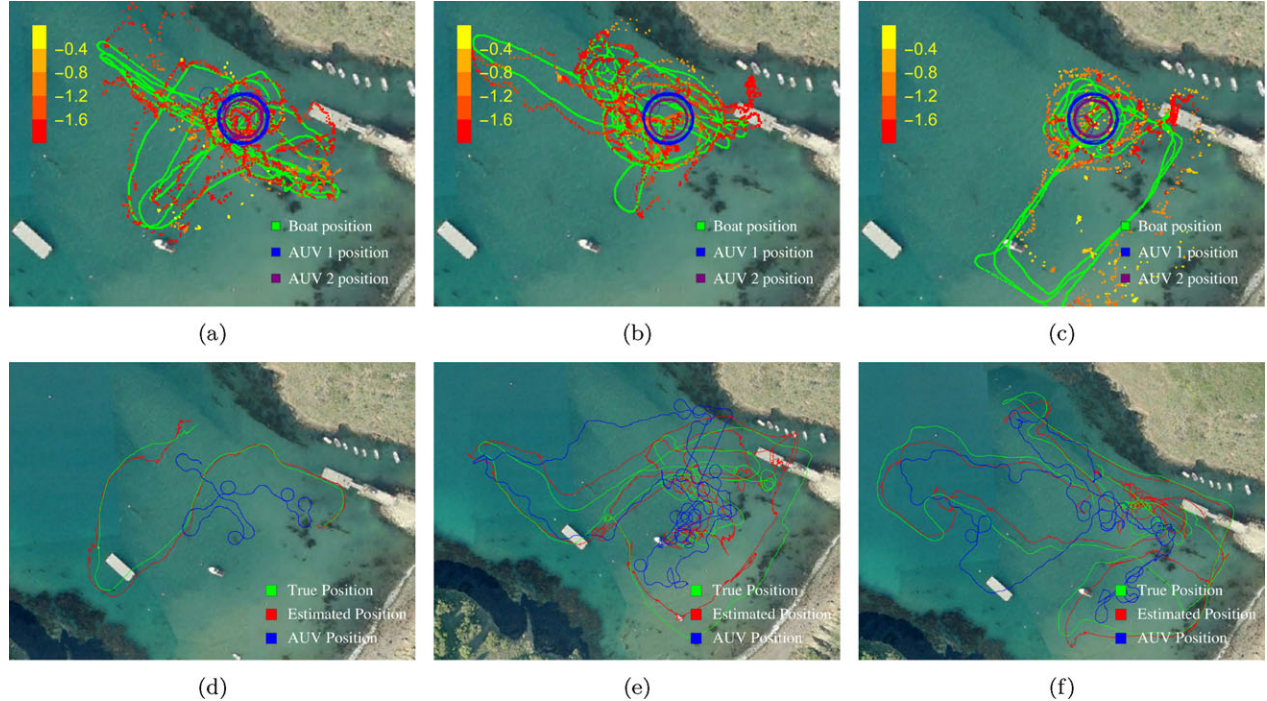 -0.4
-0.8
-1.2
-1.6
Boat position
AUV 1 position
AUV 2 position
(a)
-0.4
-0.8
-1.2
-1.6
Boat position
AUV 1 position
AUV 2 position
(b)
-0.4
-0.8
-1.2
-1.6
Boat position
AUV 1 position
AUV 2 position
(c)
True Position
Estimated Position
AUV Position
(d)
True Position
Estimated Position
AUV Position
(e)
True Position
Estimated Position
AUV Position
(f)